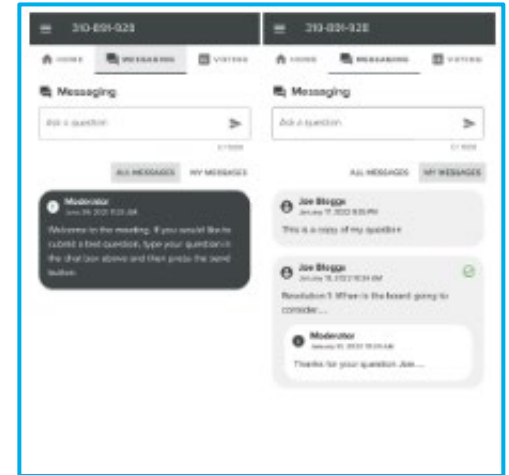 310-891-928
HOME MESSAGING VOTING
Messaging
Ask a question
ALL MESSAGES MY MESSAGES
Moderator
Welcome to the meeting. If you would like to
submit a text question, type your question in
the chat box above and then press the send
button.
310-891-928
HOME MESSAGING VOTING
Messaging
Ask a question
ALL MESSAGES MY MESSAGES
Joe Bloggs
This is a copy of my question
Joe Bloggs
Resolution 1: When is the board going to
consider....
Moderator
Thanks for your question Joe....